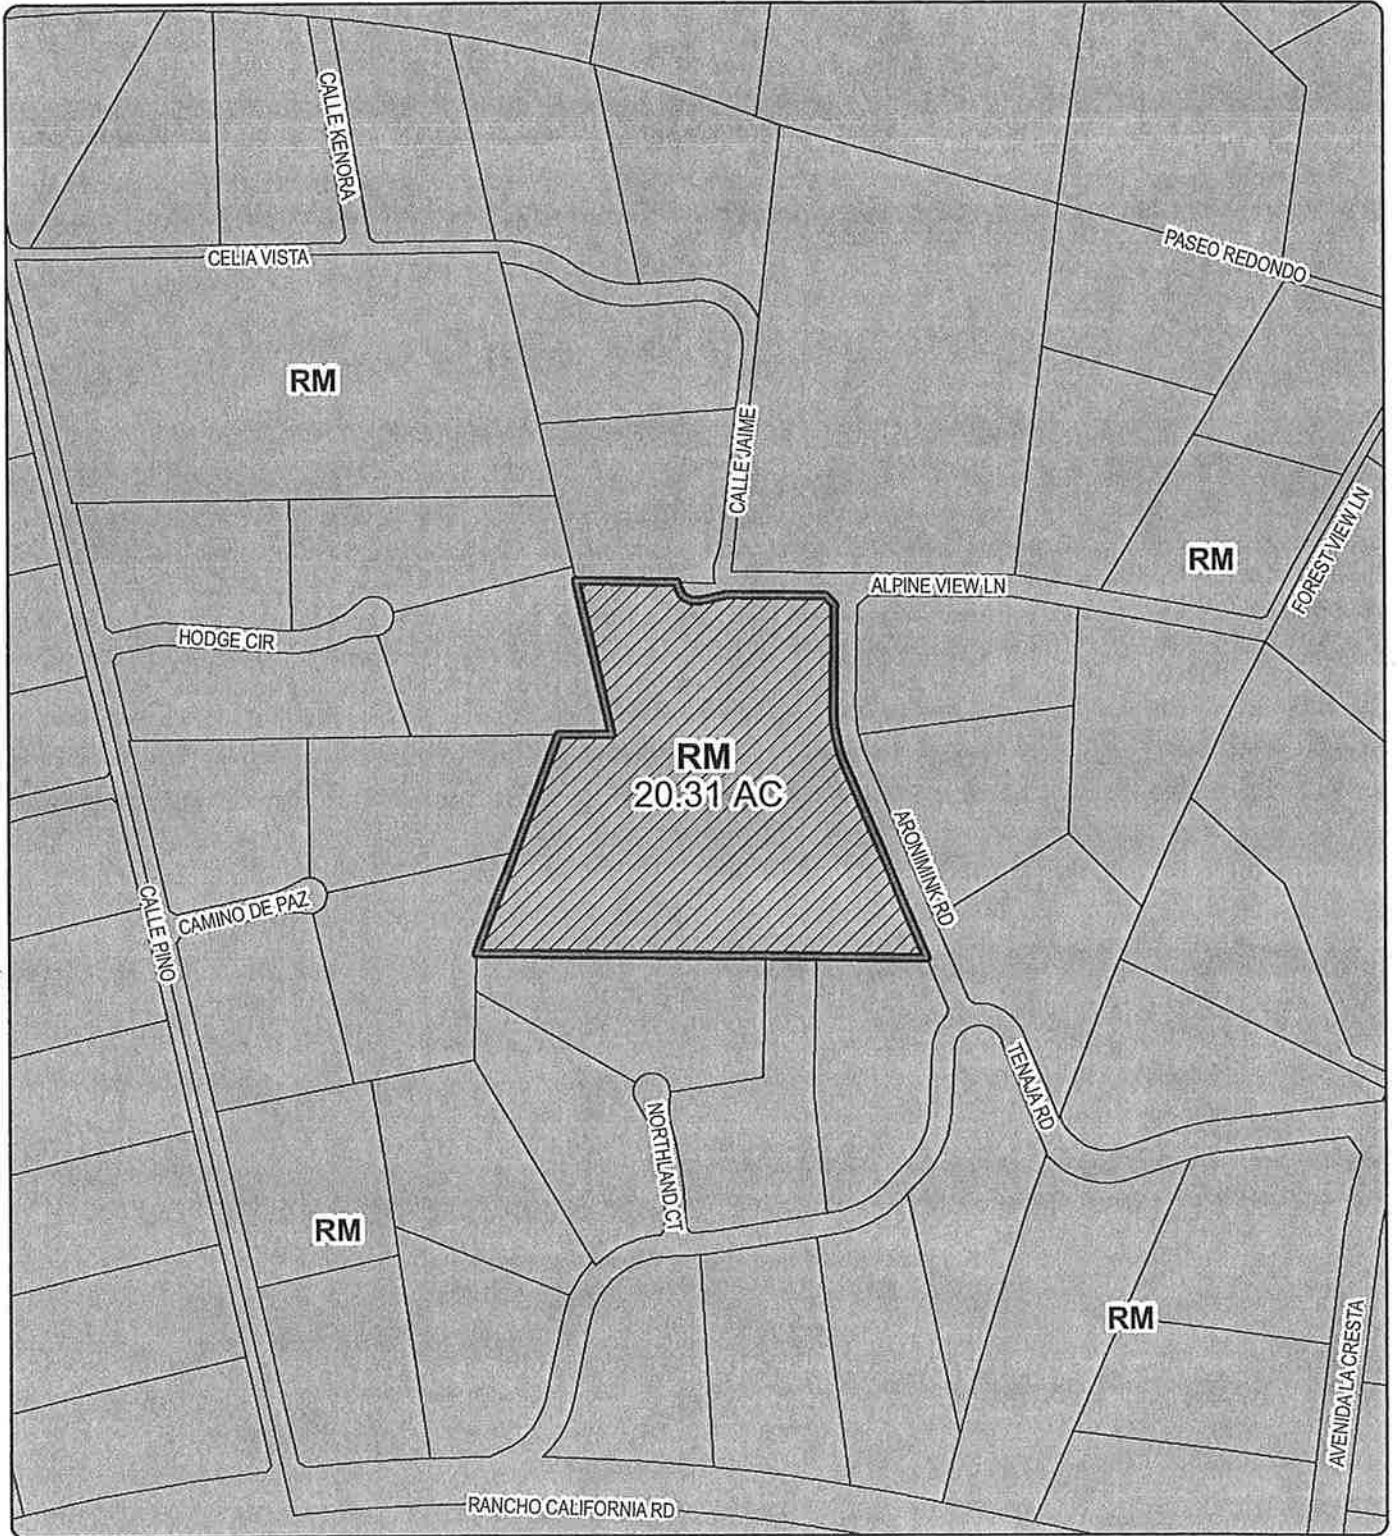 CALLE KENORA
PASEO REDONDO
CELIA VISTA
RM
CALLE JAIME
FOREST VIEW LN
RM
ALPINE VIEW LN
HODGE CIR
RM
20.31 AC
ARONIMINK RD
CALLE PINO
CAMINO DE PAZ
TENAJA RD
NORTHLAND CT
RM
RM
AVENIDA LA CRESTA
RANCHO CALIFORNIA RD